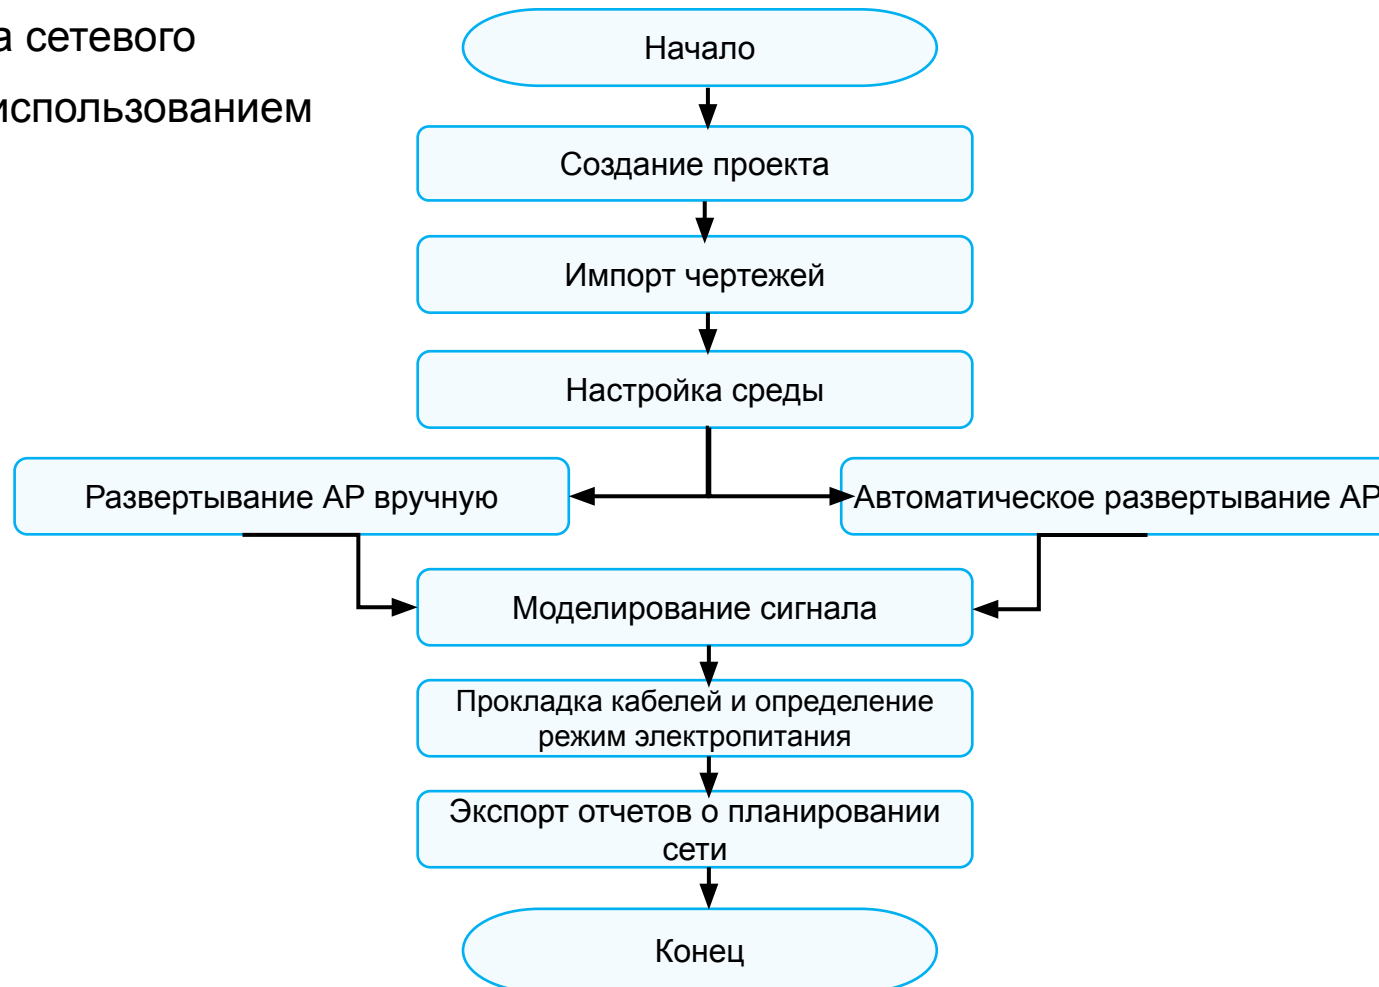 а сетевого
использованием
Начало
Создание проекта
Импорт чертежей
Настройка среды
Развертывание AP вручную
Автоматическое развертывание AP
Моделирование сигнала
Прокладка кабелей и определение
режим электропитания
Экспорт отчетов о планировании
сети
Конец